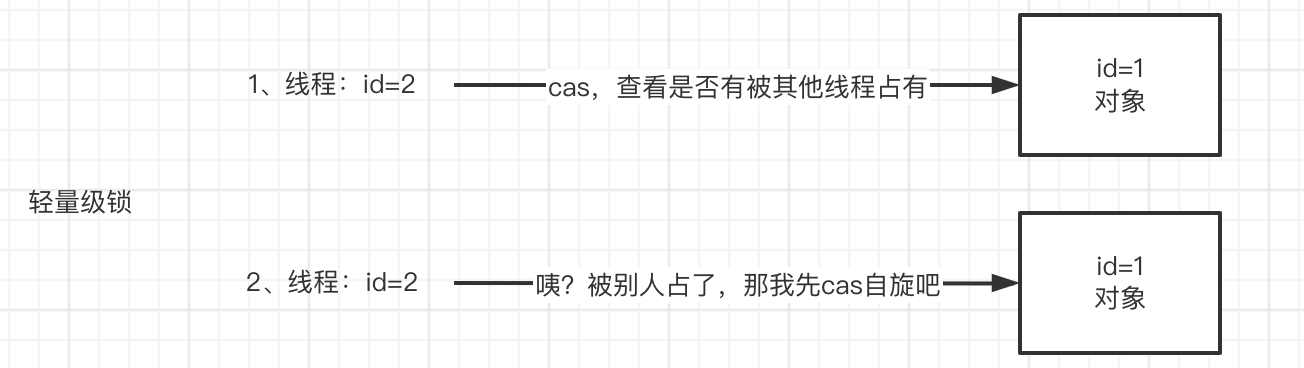 1、线程：id=2
cas，查看是否有被其他线程占有
id=1
对象
轻量级锁
2、线程：id=2
咦？被别人占了，那我先cas自旋吧
id=1
对象